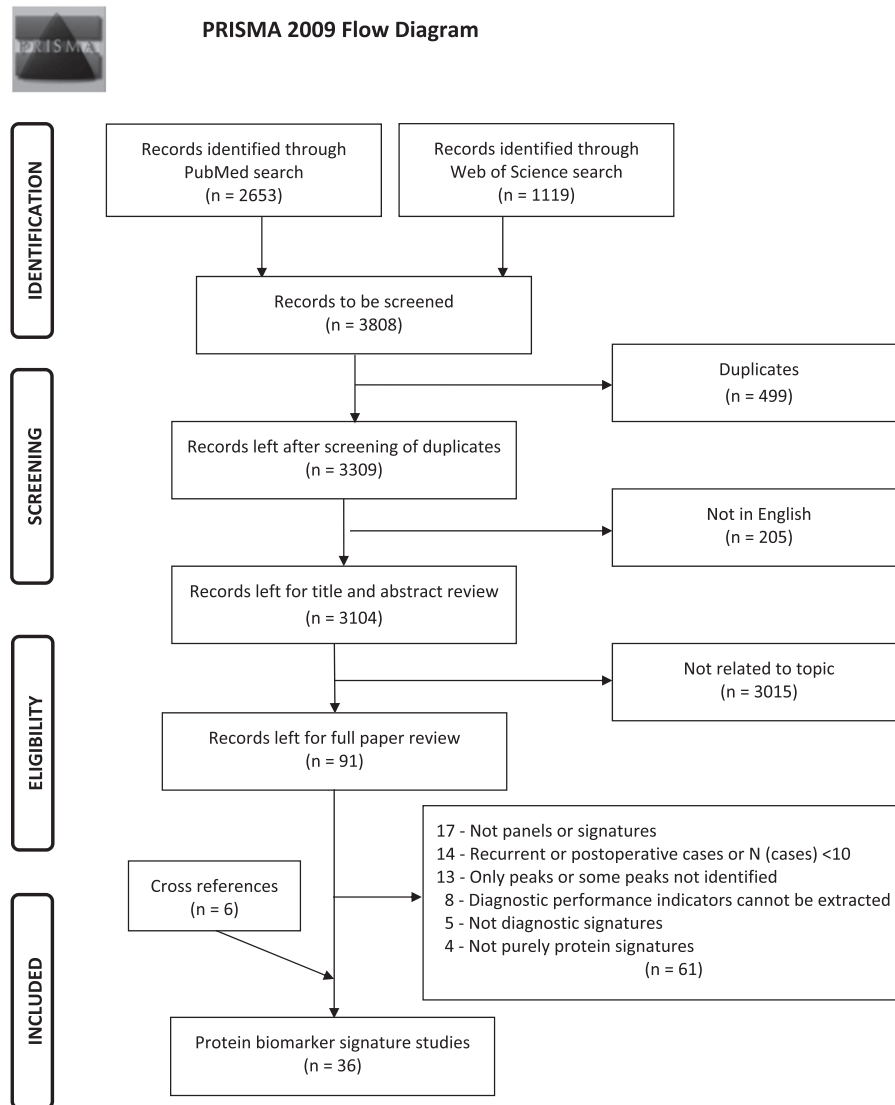 PRISMA
PRISMA 2009 Flow Diagram
IDENTIFICATION
Records identified through
PubMed search
(n = 2653)
Records identified through
Web of Science search
(n = 1119)
Records to be screened
(n = 3808)
SCREENING
Duplicates
(n = 499)
Records left after screening of duplicates
(n = 3309)
Not in English
(n = 205)
Records left for title and abstract review
(n = 3104)
ELIGIBILITY
Not related to topic
(n = 3015)
Records left for full paper review
(n = 91)
17 - Not panels or signatures
14 - Recurrent or postoperative cases or N (cases) <10
13 - Only peaks or some peaks not identified
8 - Diagnostic performance indicators cannot be extracted
5 - Not diagnostic signatures
4 - Not purely protein signatures
(n = 61)
Cross references
(n = 6)
INCLUDED
Protein biomarker signature studies
(n = 36)